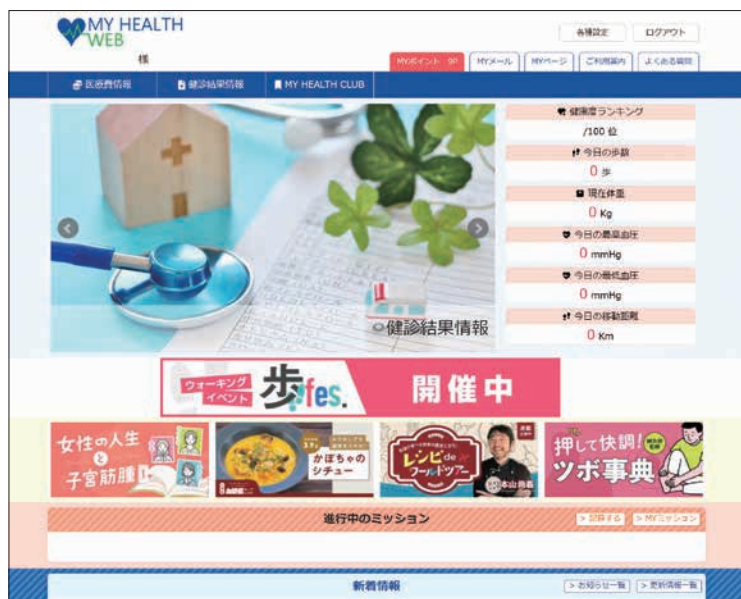 MY HEALTH
WEB
各種設定 ログアウト
様
MYポイント 0P MYメール MYページ ご利用案内 よくある質問
医療費情報 健診結果情報 MY HEALTH CLUB
健康度ランキング
/100 位
今日の歩数
0 歩
現在体重
0 Kg
今日の最高血圧
0 mmHg
今日の最低血圧
0 mmHg
今日の移動距離
0 Km
健診結果情報
ウォーキング
イベント
歩fes.
開催中
女性の人生
と
子宮筋腫
かぼちゃの
シチュー
レシピde
ワールドツアー
本山尚義
押して快調!
ツボ事典
進行中のミッション
> 記録する > MYミッション
新着情報
> お知らせ一覧 > 更新情報一覧